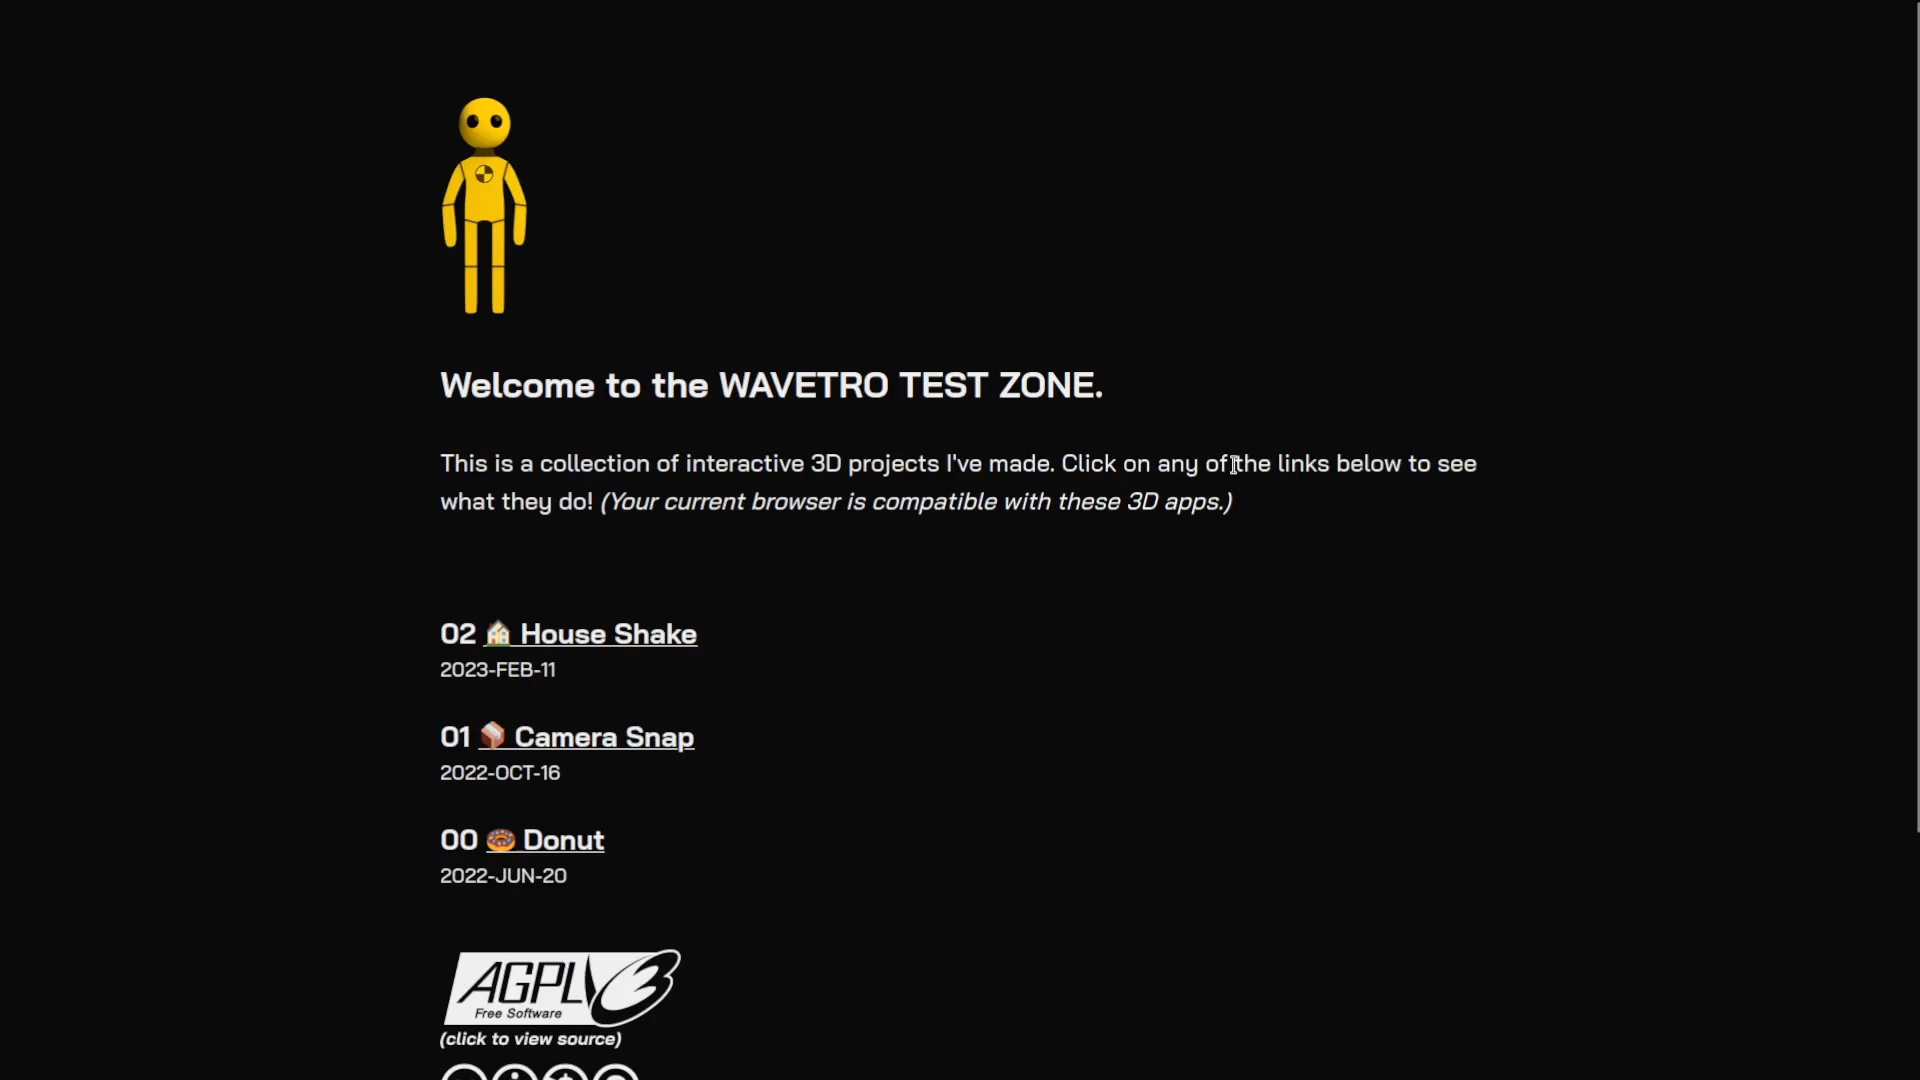 Welcome to the WAVETRO TEST ZONE.
This is a collection of interactive 3D projects I've made. Click on any of the links below to see
what they do! (Your current browser is compatible with these 3D apps.)
02 House Shake
2023-FEB-11
01 Camera Snap
2022-OCT-16
00 Donut
2022-JUN-20
AGPLv3
Free Software
(click to view source)